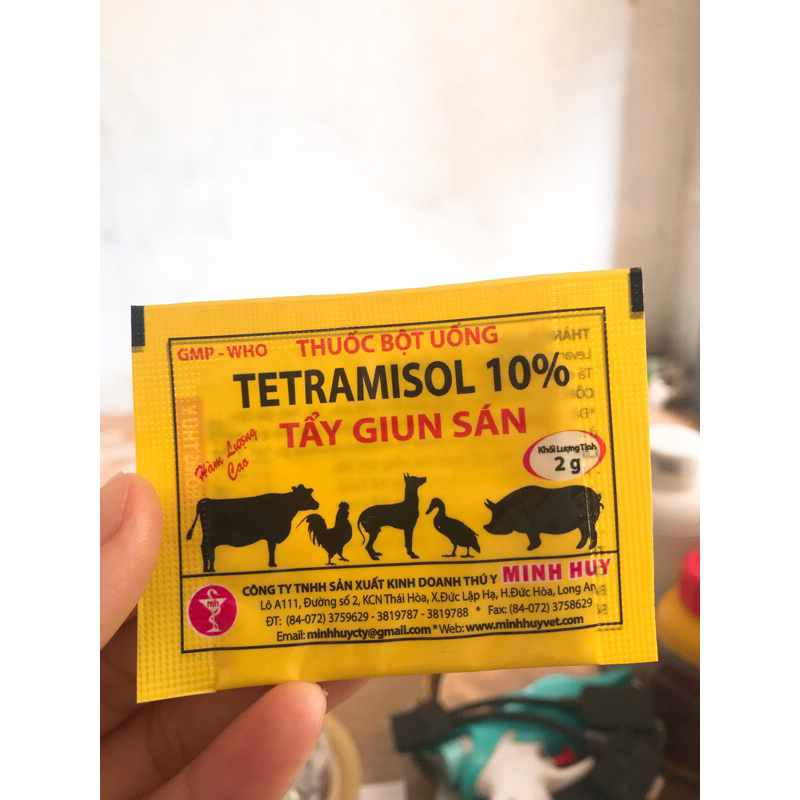 GMP - WHO
THUỐC BỘT UỐNG
TETRAMISOL 10%
TẨY GIUN SÁN
Hàm Lượng
Cao
Khối Lượng Tịnh
2 g
CÔNG TY TNHH SẢN XUẤT KINH DOANH THÚ Y MINH HUY
Lô A111, Đường số 2, KCN Thái Hòa, X.Đức Lập Hạ, H.Đức Hòa, Long An
ĐT: (84-072) 3759629 - 3819787 - 3819788 * Fax: (84-072) 3758629
Email: minhhuycty@gmail.com * Web: www.minhhuyvet.com